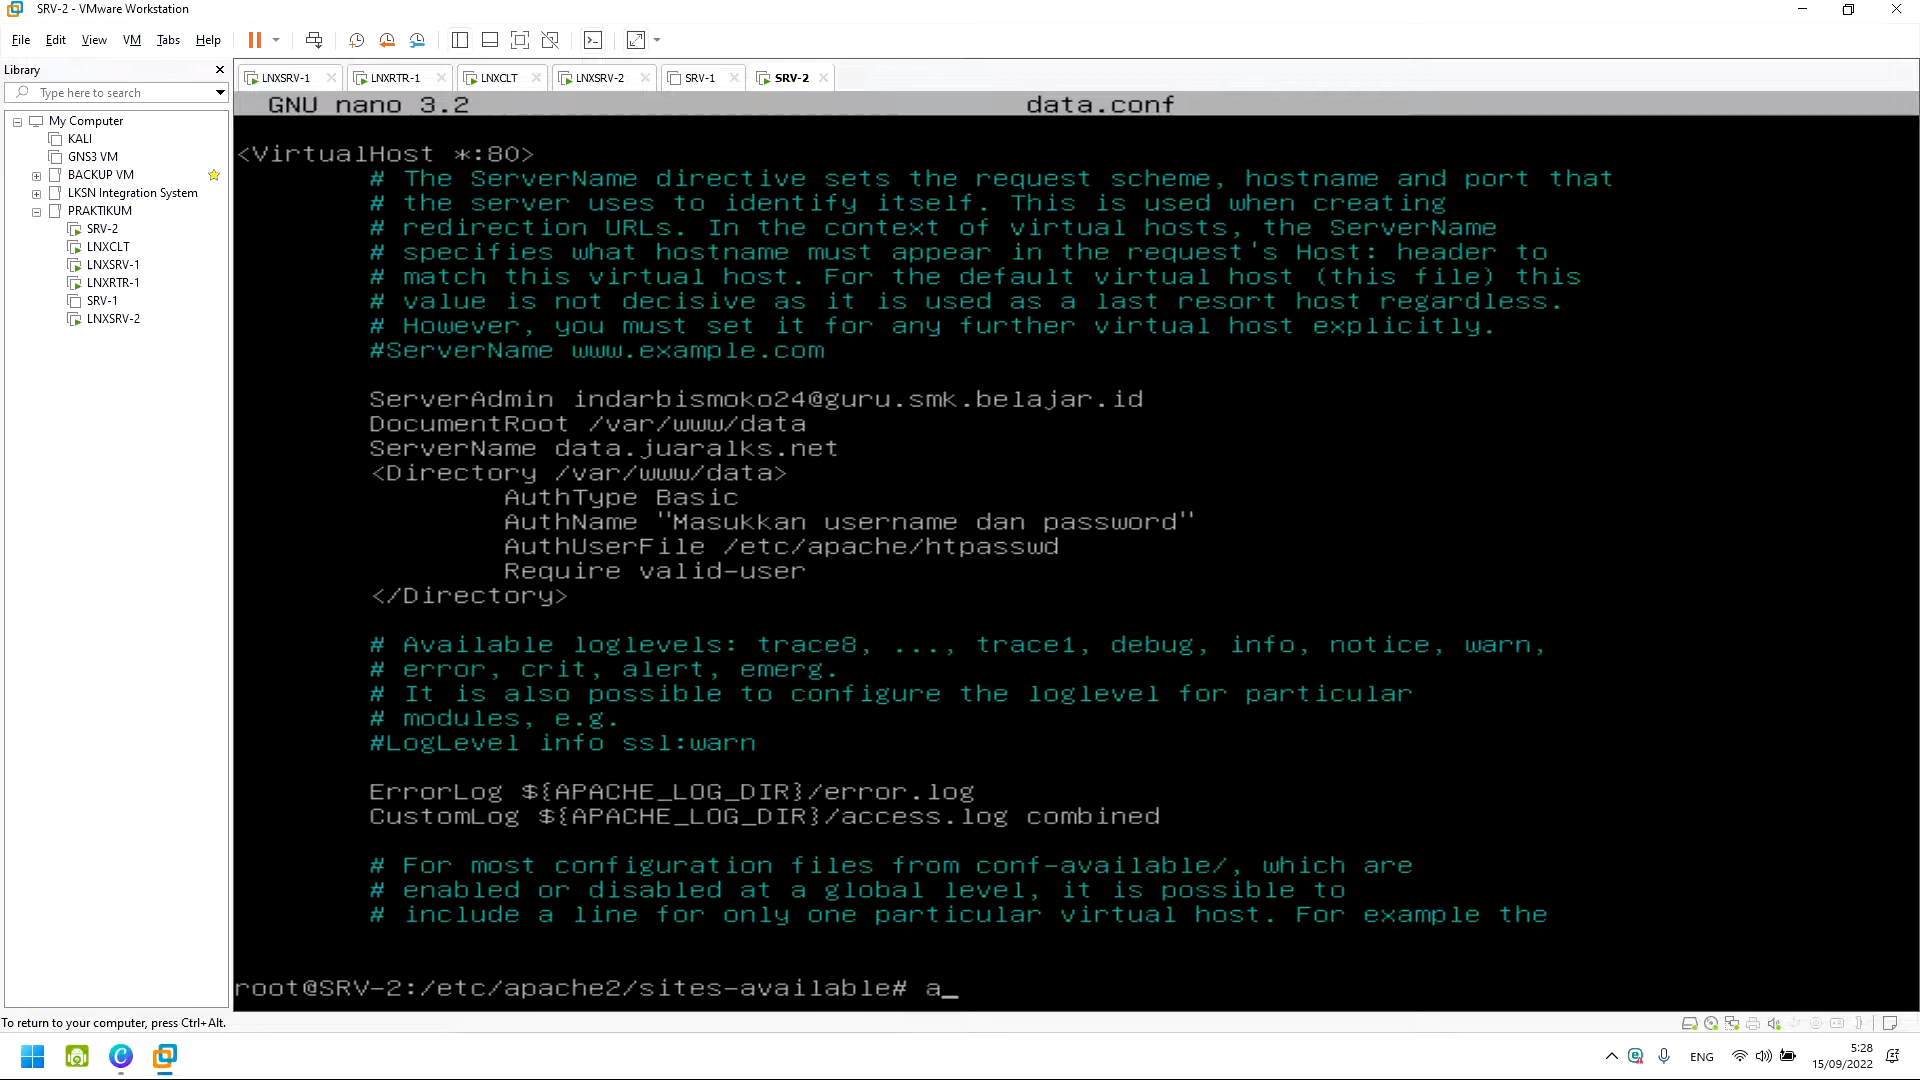 SRV-2 - VMware Workstation
File Edit View VM Tabs Help
Library
Type here to search
My Computer
KALI
GNS3 VM
BACKUP VM
LKSN Integration System
PRAKTIKUM
SRV-2
LNXCLT
LNXSRV-1
LNXRTR-1
SRV-1
LNXSRV-2
LNXSRV-1 LNXRTR-1 LNXCLT LNXSRV-2 SRV-1 SRV-2
GNU nano 3.2 data.conf
<VirtualHost *:80>
# The ServerName directive sets the request scheme, hostname and port that
# the server uses to identify itself. This is used when creating
# redirection URLs. In the context of virtual hosts, the ServerName
# specifies what hostname must appear in the request's Host: header to
# match this virtual host. For the default virtual host (this file) this
# value is not decisive as it is used as a last resort host regardless.
# However, you must set it for any further virtual host explicitly.
#ServerName www.example.com
ServerAdmin indarbismoko24@guru.smk.belajar.id
DocumentRoot /var/www/data
ServerName data.juaralks.net
<Directory /var/www/data>
AuthType Basic
AuthName "Masukkan username dan password"
AuthUserFile /etc/apache/htpasswd
Require valid-user
</Directory>
# Available loglevels: trace8, ..., trace1, debug, info, notice, warn,
# error, crit, alert, emerg.
# It is also possible to configure the loglevel for particular
# modules, e.g.
#LogLevel info ssl:warn
ErrorLog ${APACHE_LOG_DIR}/error.log
CustomLog ${APACHE_LOG_DIR}/access.log combined
# For most configuration files from conf-available/, which are
# enabled or disabled at a global level, it is possible to
# include a line for only one particular virtual host. For example the
root@SRV-2:/etc/apache2/sites-available# a_
To return to your computer, press Ctrl+Alt.
ENG
5:28
15/09/2022